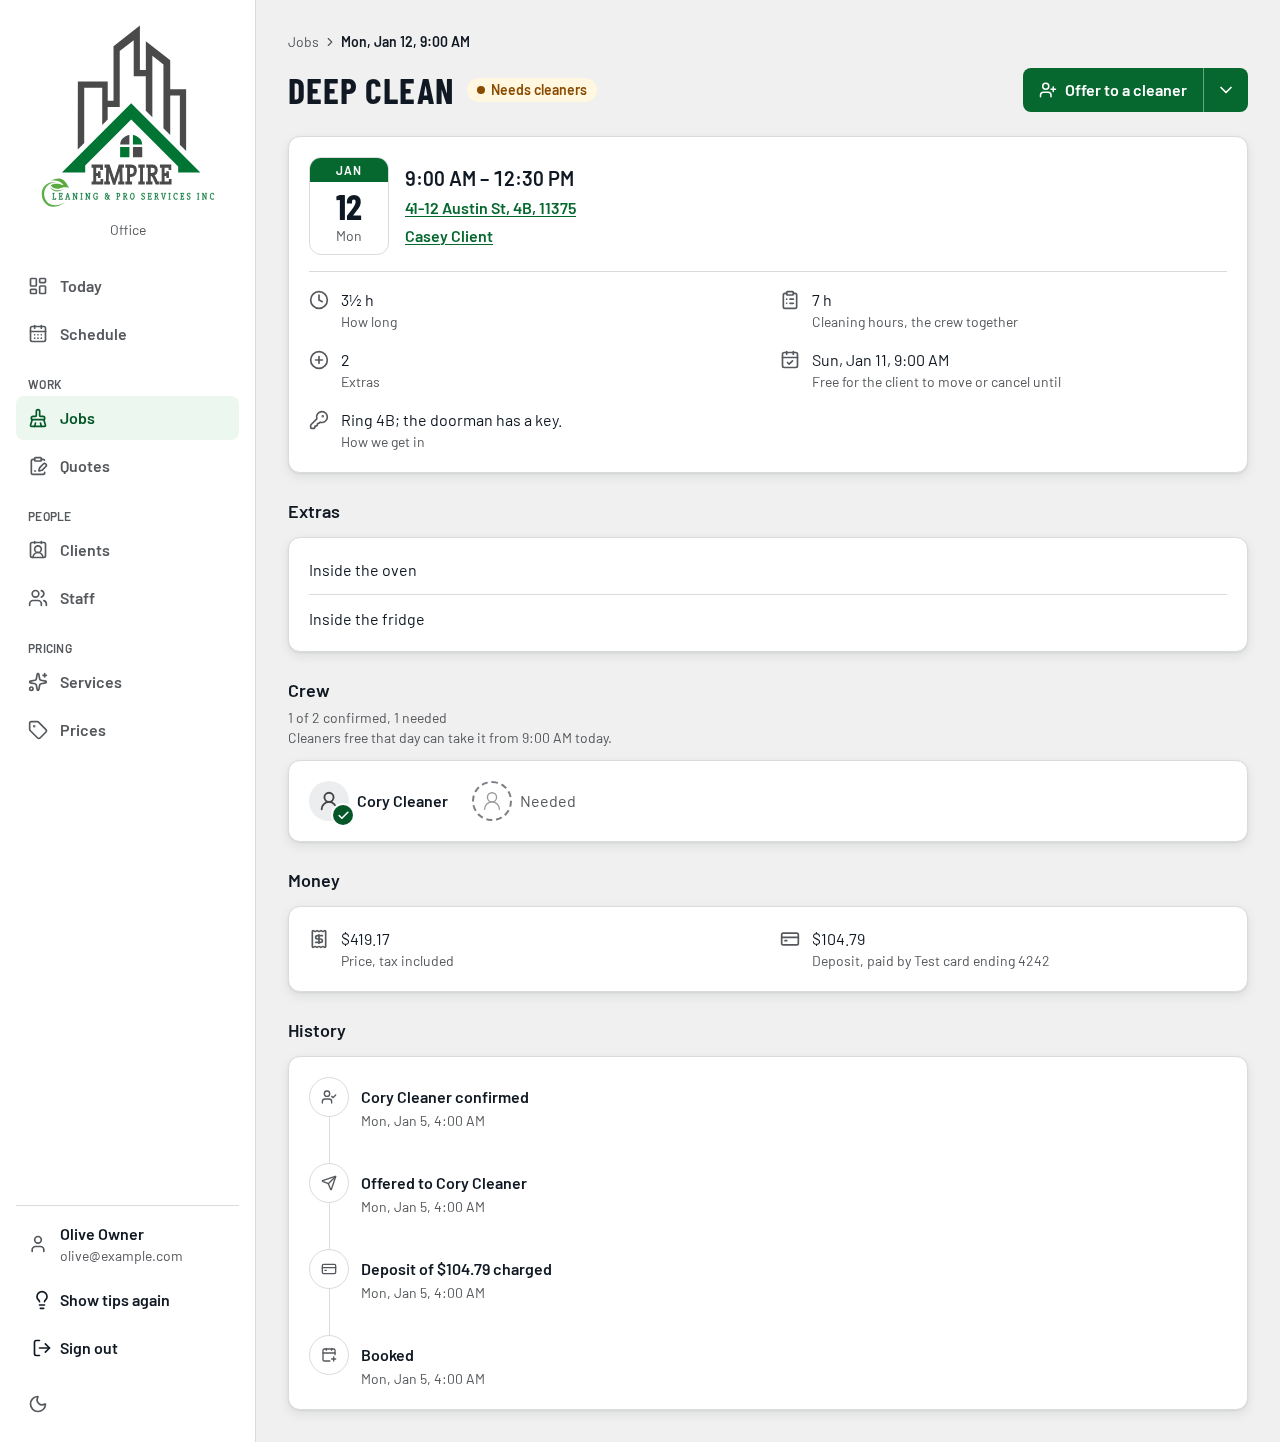 EMPIRE
LEANING & PRO SERVICES INC
Office
Today
Schedule
WORK
Jobs
Quotes
PEOPLE
Clients
Staff
PRICING
Services
Prices
Olive Owner
olive@example.com
Show tips again
Sign out
Jobs > Mon, Jan 12, 9:00 AM
DEEP CLEAN
Needs cleaners
Offer to a cleaner
JAN
12
Mon
9:00 AM – 12:30 PM
41-12 Austin St, 4B, 11375
Casey Client
3½ h
How long
7 h
Cleaning hours, the crew together
2
Extras
Sun, Jan 11, 9:00 AM
Free for the client to move or cancel until
Ring 4B; the doorman has a key.
How we get in
Extras
Inside the oven
Inside the fridge
Crew
1 of 2 confirmed, 1 needed
Cleaners free that day can take it from 9:00 AM today.
Cory Cleaner
Needed
Money
$419.17
Price, tax included
$104.79
Deposit, paid by Test card ending 4242
History
Cory Cleaner confirmed
Mon, Jan 5, 4:00 AM
Offered to Cory Cleaner
Mon, Jan 5, 4:00 AM
Deposit of $104.79 charged
Mon, Jan 5, 4:00 AM
Booked
Mon, Jan 5, 4:00 AM